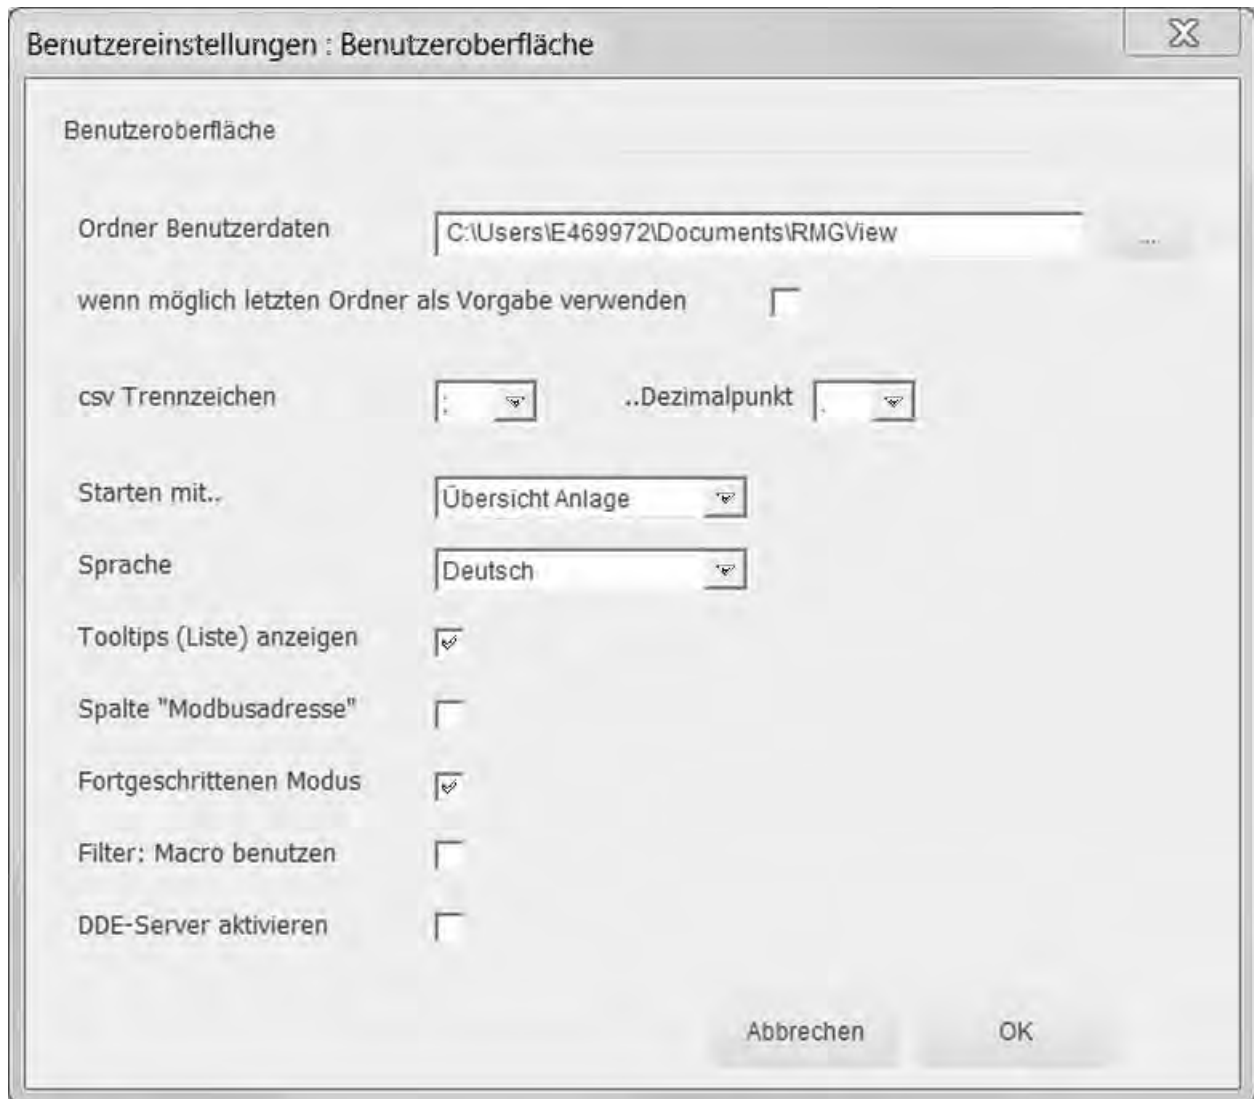 Benutzereinstellungen : Benutzeroberfläche
Benutzeroberfläche
Ordner Benutzerdaten C:\Users\E469972\Documents\RMGView ...
wenn möglich letzten Ordner als Vorgabe verwenden
csv Trennzeichen ; ..Dezimalpunkt .
Starten mit.. Übersicht Anlage
Sprache Deutsch
Tooltips (Liste) anzeigen
Spalte "Modbusadresse"
Fortgeschrittenen Modus
Filter: Macro benutzen
DDE-Server aktivieren
Abbrechen OK